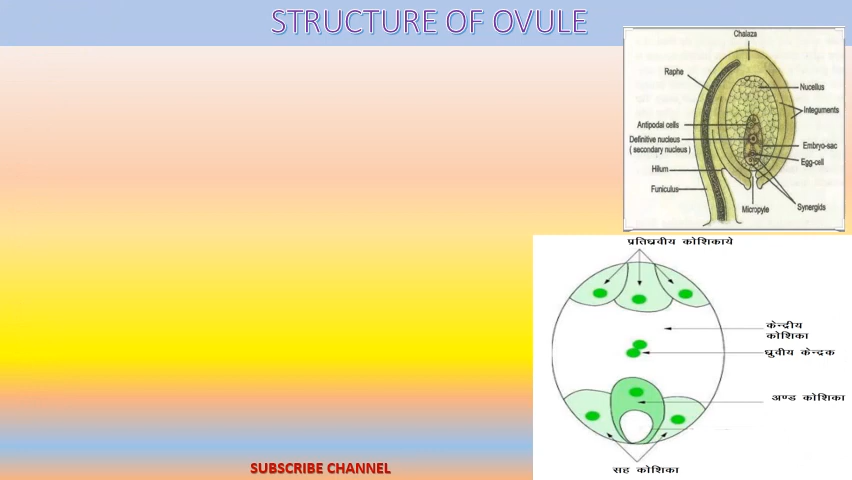 STRUCTURE OF OVULE
Chalaza
Raphe
Nucellus
Integuments
Antipodal cells
Definitive nucleus
( secondary nucleus )
Embryo-sac
Egg-cell
Hilum
Funiculus
Micropyle
Synergids
प्रतिध्रवीय कोशिकाये
केन्द्रीय
कोशिका
ध्रुवीय केन्द्रक
अण्ड कोशिका
सह कोशिका
SUBSCRIBE CHANNEL